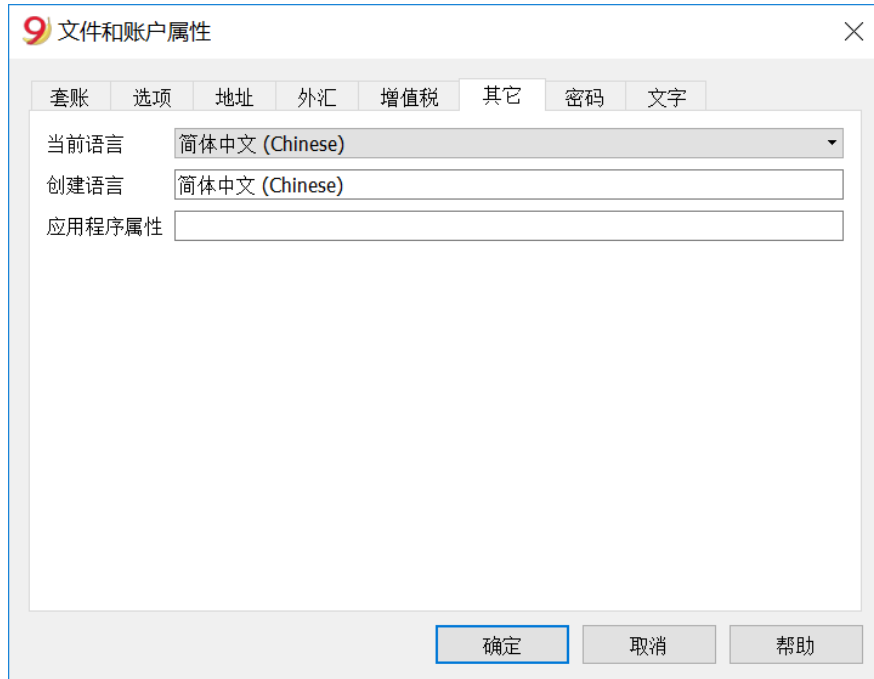 9 文件和账户属性
套账 选项 地址 外汇 增值税 其它 密码 文字
当前语言 简体中文 (Chinese)
创建语言 简体中文 (Chinese)
应用程序属性
确定 取消 帮助